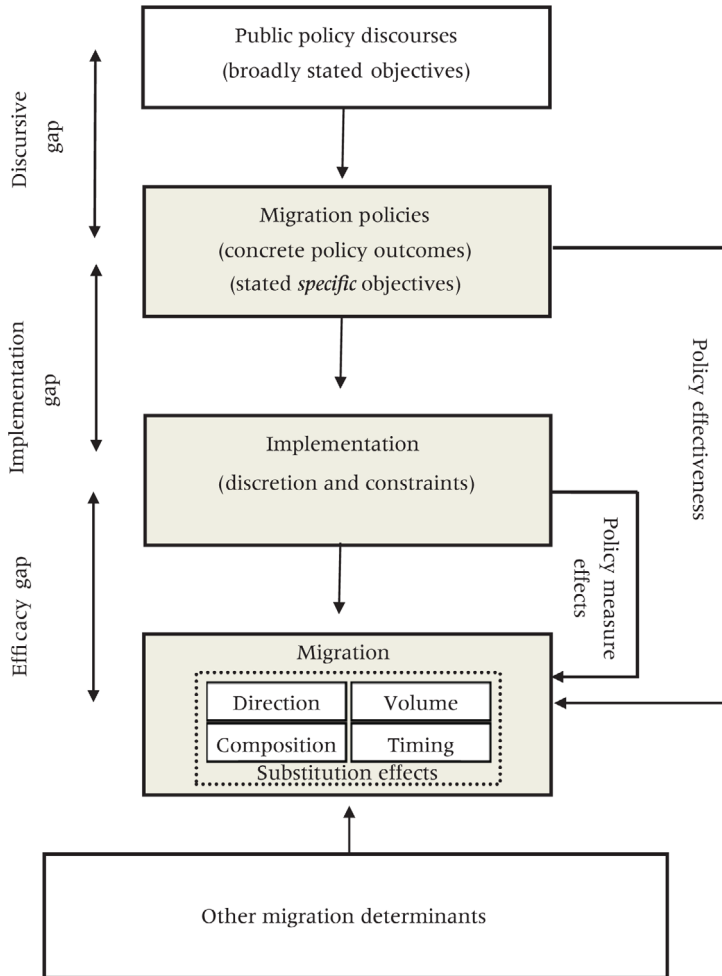 Public policy discourses
(broadly stated objectives)
Discursive
gap
Migration policies
(concrete policy outcomes)
(stated specific objectives)
Implementation
gap
Policy effectiveness
Implementation
(discretion and constraints)
Policy measure
effects
Efficacy gap
Migration
Direction
Volume
Composition
Timing
Substitution effects
Other migration determinants